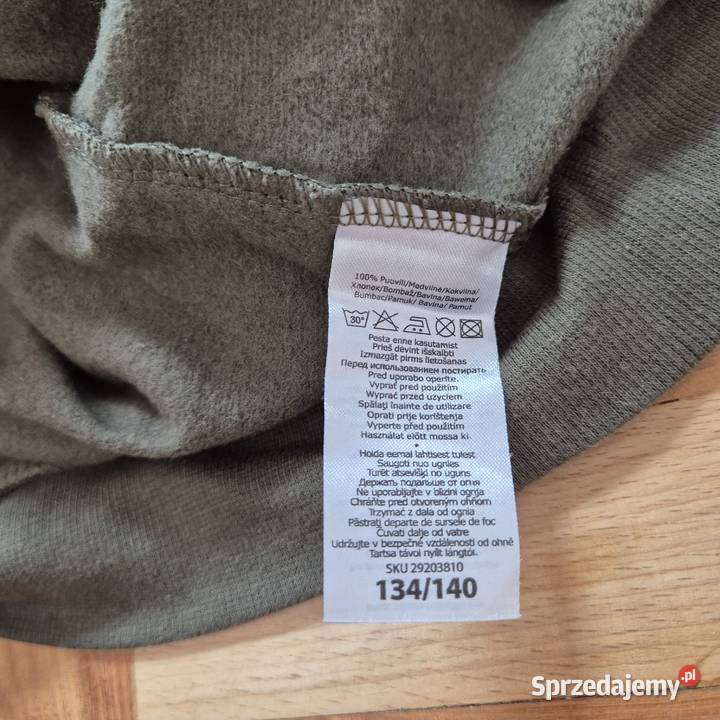 100% Puuvill/Medvilnė/Kokvilna/
Хлопок/Bombaž/Bavlna/Bawełna/
Bumbac/Pamuk/ Bavlna/ Pamut
30°
Pesta enne kasutamist
Prieš dėvint išskalbti
Izmazgāt pirms lietošanas
Перед использованием постирать
Pred uporabo operite.
Vyprať pred použitím
Wyprać przed użyciem
Spălați înainte de utilizare
Oprati prije korištenja
Vyperte před použitím
Használat előtt mossa ki.
*
Hoida eemal lahtisest tulest
Saugoti nuo ugnies
Turēt atsevišķi no uguns
Держать подальше от огня
Ne uporabljajte v bližini ognja
Chráňte pred otvoreným ohňom
Trzymać z dala od ognia
Păstrați departe de sursele de foc
Čuvati dalje od vatre
Udržujte v bezpečné vzdálenosti od ohně
Tartsa távol nyílt lángtól.
SKU 29203810
134/140
Sprzedajemy.pl